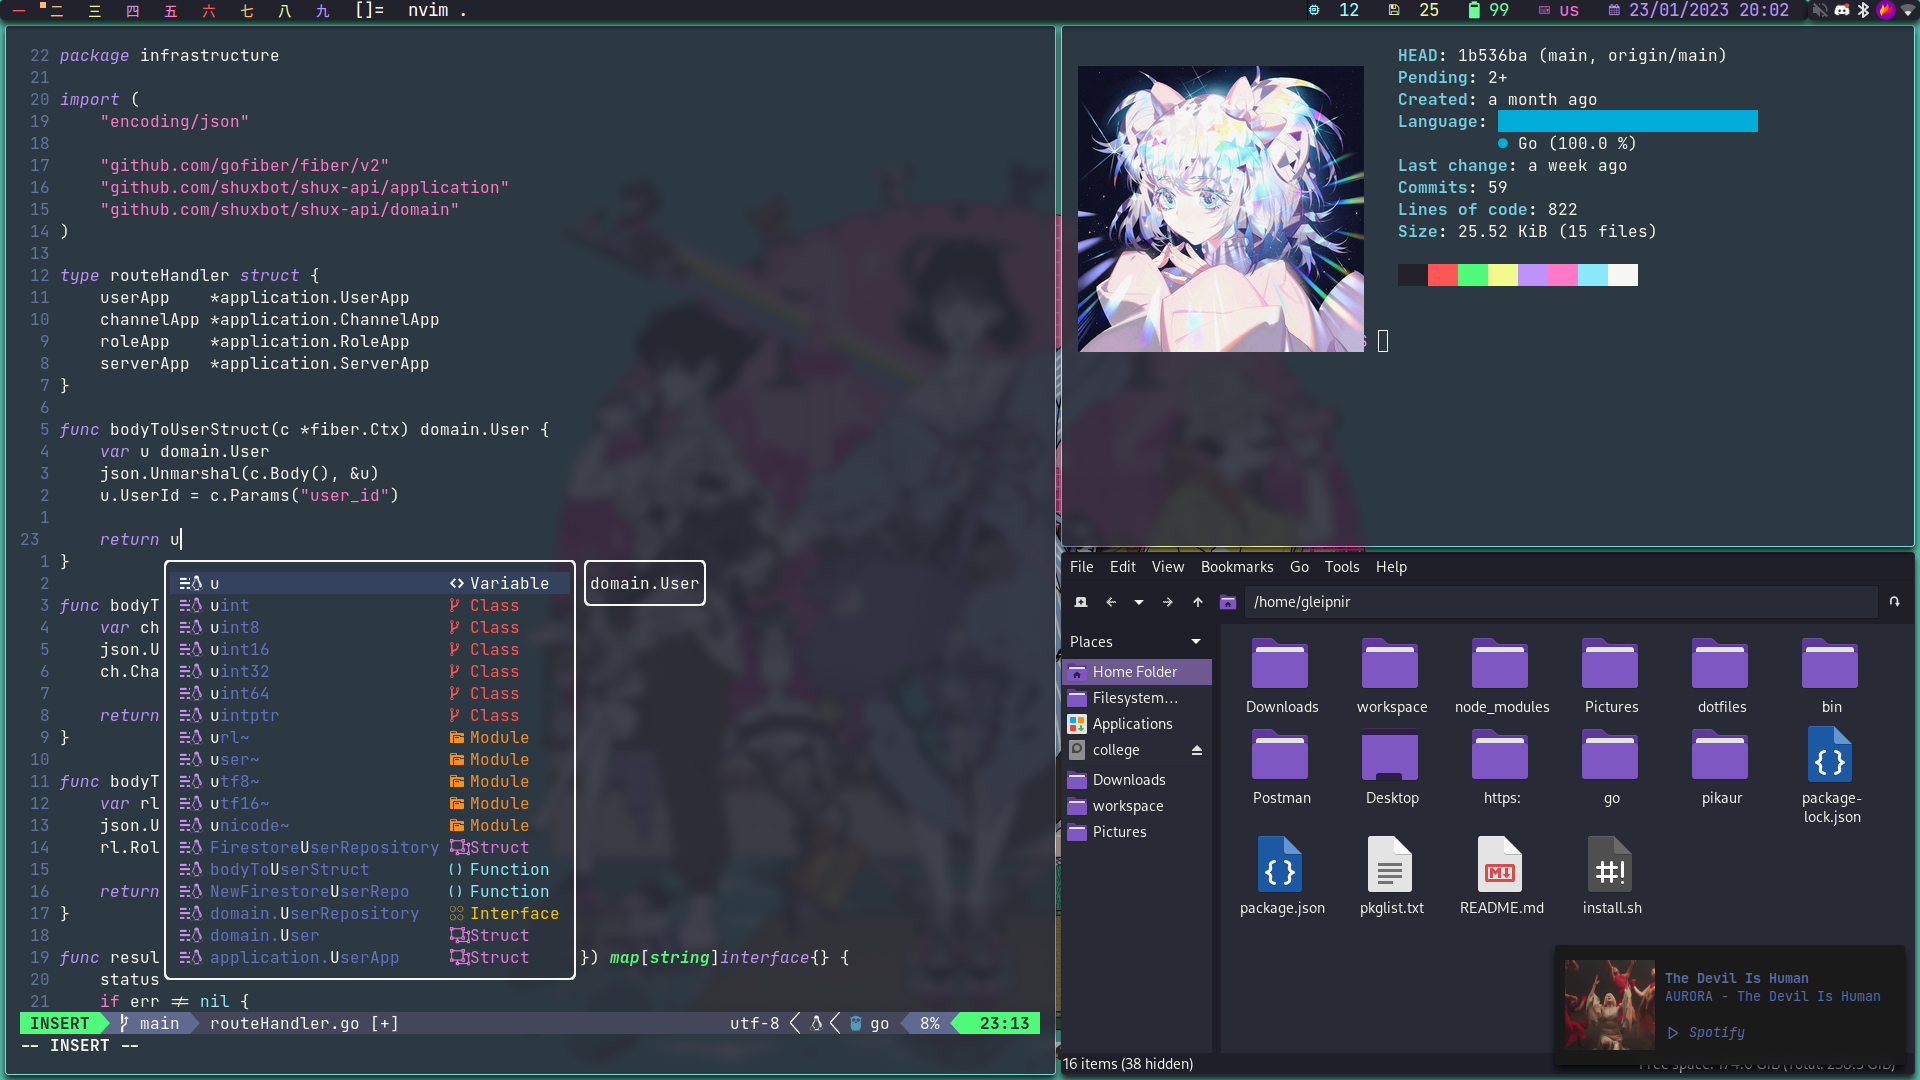 一 二 三 四 五 六 七 八 九 []= nvim .
12 25 99 us 23/01/2023 20:02
22 package infrastructure
21
20 import (
19 "encoding/json"
18
17 "github.com/gofiber/fiber/v2"
16 "github.com/shuxbot/shux-api/application"
15 "github.com/shuxbot/shux-api/domain"
14 )
13
12 type routeHandler struct {
11 userApp *application.UserApp
10 channelApp *application.ChannelApp
9 roleApp *application.RoleApp
8 serverApp *application.ServerApp
7 }
6
5 func bodyToUserStruct(c *fiber.Ctx) domain.User {
4 var u domain.User
3 json.Unmarshal(c.Body(), &u)
2 u.UserId = c.Params("user_id")
1
23 return u
1 }
2
3 func bodyT
4 var ch
5 json.U
6 ch.Cha
7
8 return
9 }
10
11 func bodyT
12 var rl
13 json.U
14 rl.Rol
15
16 return
17 }
18
19 func resul }) map[string]interface{} {
20 status
21 if err ≠ nil {
u <> Variable
uint Class
uint8 Class
uint16 Class
uint32 Class
uint64 Class
uintptr Class
url~ Module
user~ Module
utf8~ Module
utf16~ Module
unicode~ Module
FirestoreUserRepository Struct
bodyToUserStruct () Function
NewFirestoreUserRepo () Function
domain.UserRepository Interface
domain.User Struct
application.UserApp Struct
domain.User
INSERT main routeHandler.go [+] utf-8 go 8% 23:13
-- INSERT --
HEAD: 1b536ba (main, origin/main)
Pending: 2+
Created: a month ago
Language:
Go (100.0 %)
Last change: a week ago
Commits: 59
Lines of code: 822
Size: 25.52 KiB (15 files)
File Edit View Bookmarks Go Tools Help
/home/gleipnir
Places
Home Folder
Filesystem...
Applications
college
Downloads
workspace
Pictures
Downloads workspace node_modules Pictures dotfiles bin
Postman Desktop https: go pikaur package-lock.json
package.json pkglist.txt README.md install.sh
The Devil Is Human
AURORA - The Devil Is Human
Spotify
16 items (38 hidden)